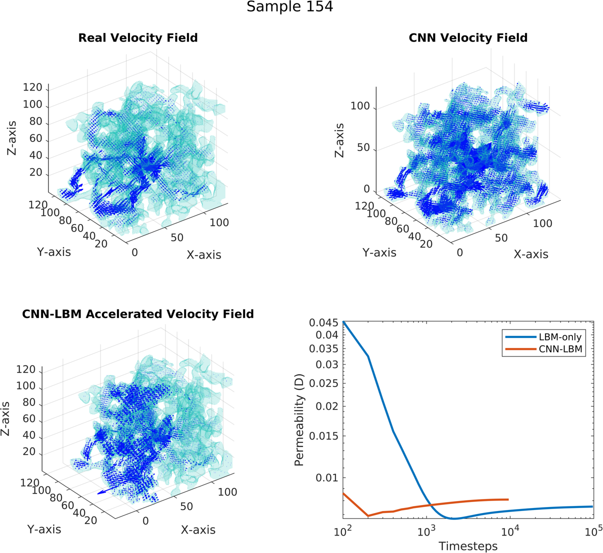 Sample 154
Real Velocity Field
CNN Velocity Field
120
100
80
60
40
20
Z-axis
120
100
80
60
40
20
Y-axis
0
50
100
X-axis
100
50
0
Z-axis
120
100
80
60
40
20
Y-axis
0
50
100
X-axis
CNN-LBM Accelerated Velocity Field
120
100
80
60
40
20
Z-axis
120
100
80
60
40
20
Y-axis
0
50
100
X-axis
0.045
0.04
0.035
0.03
0.025
0.02
0.015
0.01
Permeability (D)
LBM-only
CNN-LBM
10² 10³ 10⁴ 10⁵
Timesteps